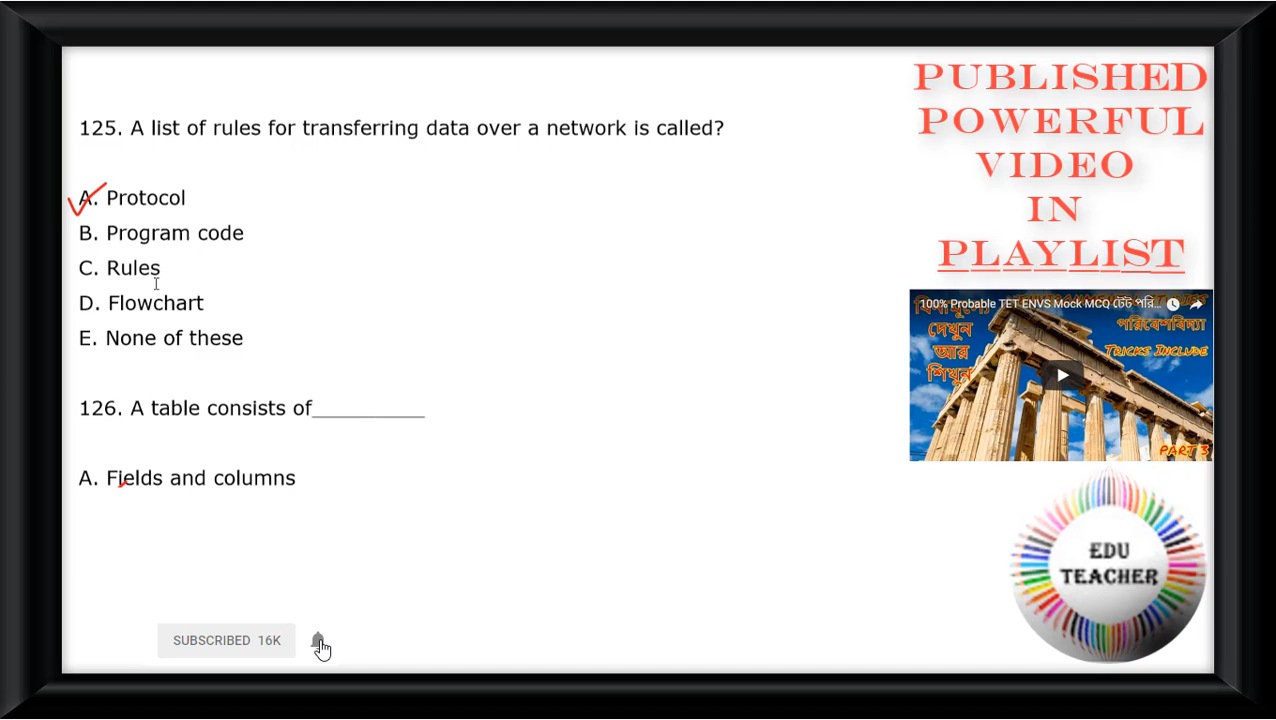 125. A list of rules for transferring data over a network is called?
A. Protocol
B. Program code
C. Rules
D. Flowchart
E. None of these
126. A table consists of__________
A. Fields and columns
SUBSCRIBED 16K
PUBLISHED
POWERFUL
VIDEO
IN
PLAYLIST
100% Probable TET ENVS Mock MCQ টেট পরি...
বিনামূল্যে
দেখুন
আর
শিখুন
পরিবেশবিদ্যা
TRICKS INCLUDE
PART 3
EDU
TEACHER